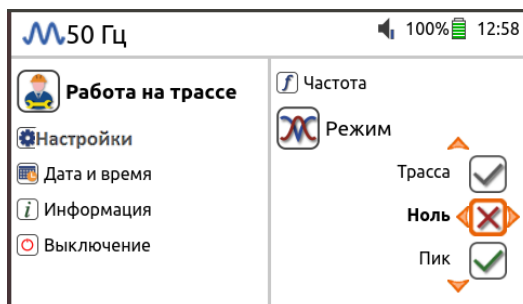 50 Гц
100%
12:58
Работа на трассе
Настройки
Дата и время
Информация
Выключение
Частота
Режим
Трасса
Ноль
Пик